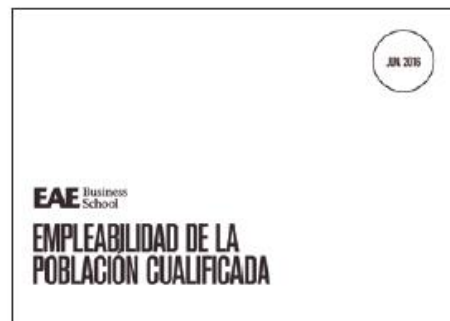 JUN. 2016
EAE Business School
EMPLEABILIDAD DE LA
POBLACIÓN CUALIFICADA